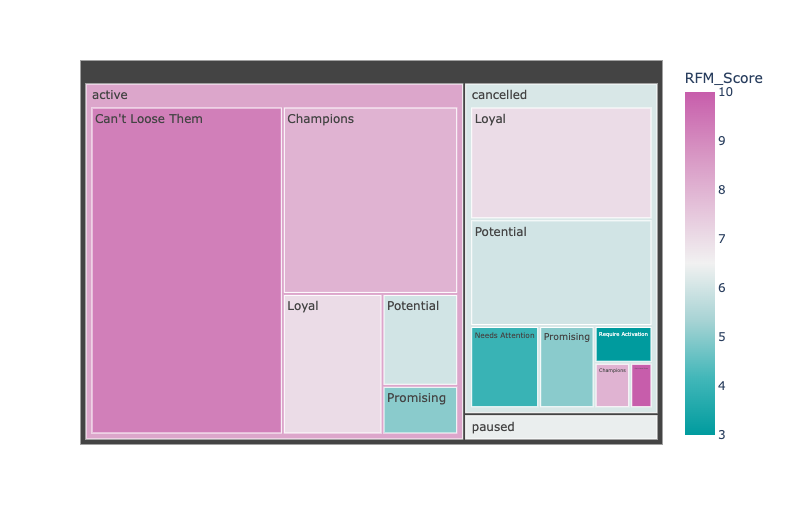 active
Can't Loose Them
Champions
Loyal
Potential
Promising
cancelled
Loyal
Potential
Needs Attention
Promising
Require Activation
Champions
paused
RFM_Score
10
9
8
7
6
5
4
3